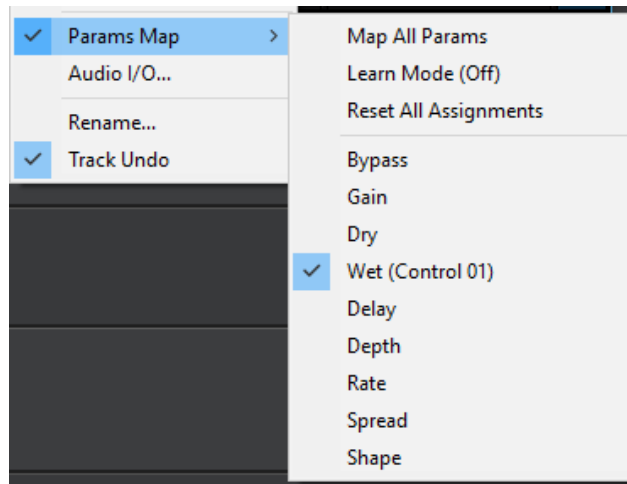 Params Map
Audio I/O...
Rename...
Track Undo
Map All Params
Learn Mode (Off)
Reset All Assignments
Bypass
Gain
Dry
Wet (Control 01)
Delay
Depth
Rate
Spread
Shape